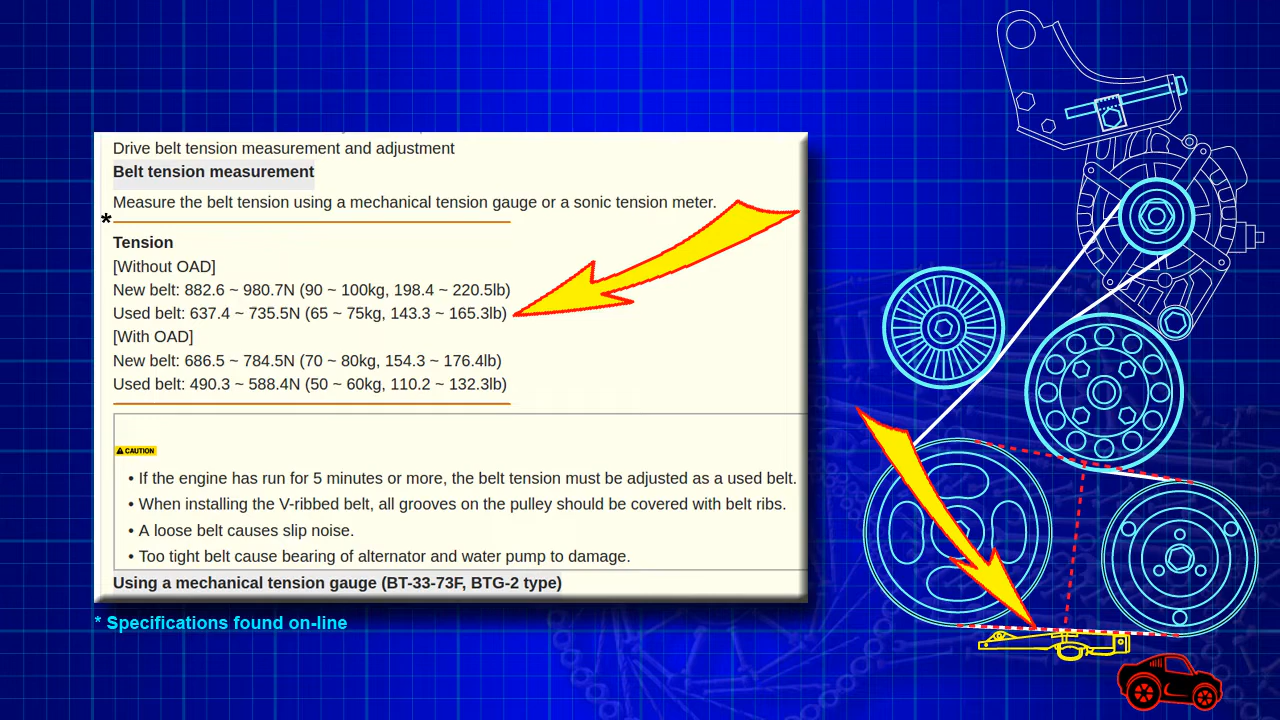 Drive belt tension measurement and adjustment
Belt tension measurement
Measure the belt tension using a mechanical tension gauge or a sonic tension meter.
*
Tension
[Without OAD]
New belt: 882.6 ~ 980.7N (90 ~ 100kg, 198.4 ~ 220.5lb)
Used belt: 637.4 ~ 735.5N (65 ~ 75kg, 143.3 ~ 165.3lb)
[With OAD]
New belt: 686.5 ~ 784.5N (70 ~ 80kg, 154.3 ~ 176.4lb)
Used belt: 490.3 ~ 588.4N (50 ~ 60kg, 110.2 ~ 132.3lb)
CAUTION
• If the engine has run for 5 minutes or more, the belt tension must be adjusted as a used belt.
• When installing the V-ribbed belt, all grooves on the pulley should be covered with belt ribs.
• A loose belt causes slip noise.
• Too tight belt cause bearing of alternator and water pump to damage.
Using a mechanical tension gauge (BT-33-73F, BTG-2 type)
* Specifications found on-line